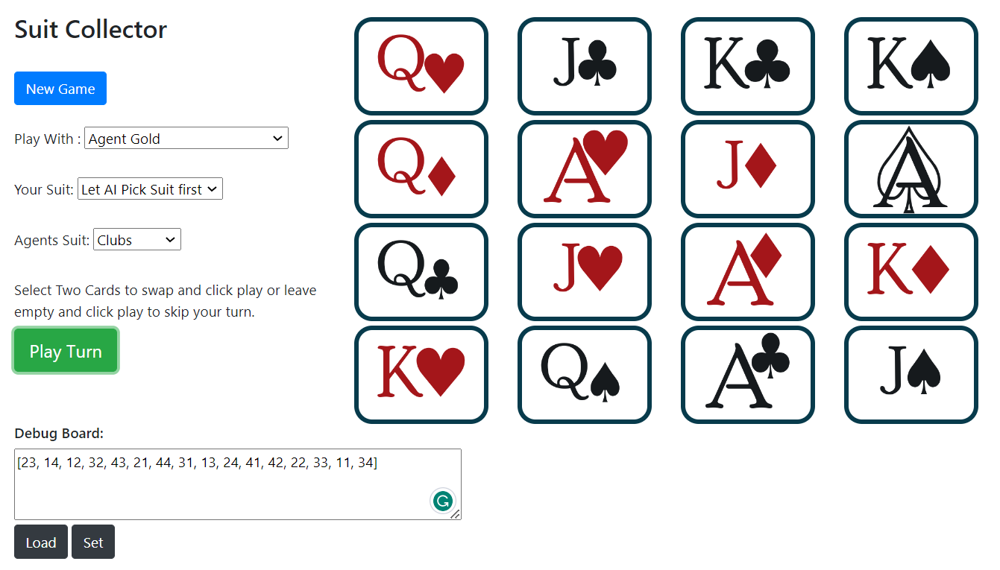 Suit Collector
New Game
Play With : Agent Gold
Your Suit: Let AI Pick Suit first
Agents Suit: Clubs
Select Two Cards to swap and click play or leave
empty and click play to skip your turn.
Play Turn
Q♥ J♣ K♣ K♠
Q♦ A♥ J♦ A♠
Q♣ J♥ A♦ K♦
K♥ Q♠ A♣ J♠
Debug Board:
[23, 14, 12, 32, 43, 21, 44, 31, 13, 24, 41, 42, 22, 33, 11, 34]
G
Load Set